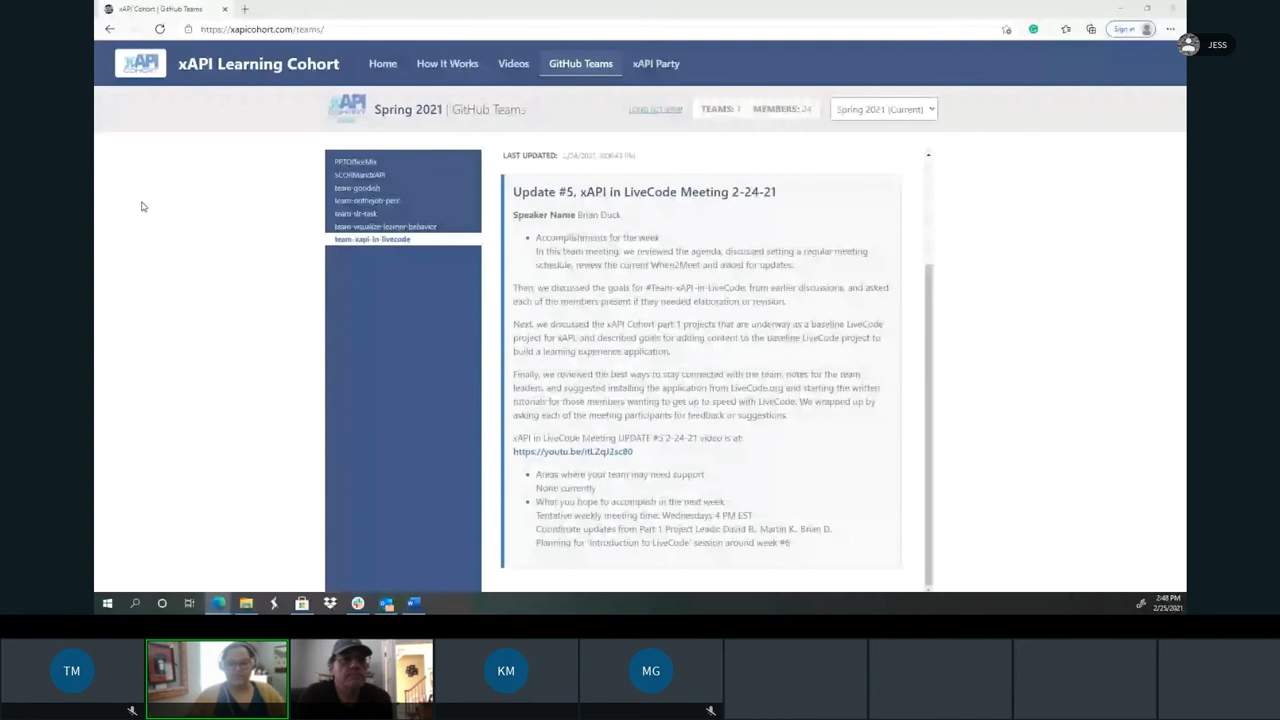 xAPI Cohort | GitHub Teams
https://xapicohort.com/teams/
Sign in
JESS
xAPI COHORT
xAPI Learning Cohort
Home
How It Works
Videos
GitHub Teams
xAPI Party
Spring 2021 | GitHub Teams
TEAMS: 7
MEMBERS: 24
Spring 2021 (Current)
PPTOfficeMix
SCORMandxAPI
team-goodish
team-onthejob-perf
team-slr-task
team-visualize-learner-behavior
team-xapi-in-livecode
LAST UPDATED:
Update #5, xAPI in LiveCode Meeting 2-24-21
Speaker Name Brian Duck
Accomplishments for the week
In this team meeting, we reviewed the agenda, discussed setting a regular meeting
schedule, review the current When2Meet and asked for updates.
Then, we discussed the goals for #Team-xAPI-in-LiveCode, from earlier discussions, and asked
each of the members present if they needed elaboration or revision.
Next, we discussed the xAPI Cohort part 1 projects that are underway as a baseline LiveCode
project for xAPI, and described goals for adding content to the baseline LiveCode project to
build a learning experience application.
Finally, we reviewed the best ways to stay connected with the team, notes for the team
leaders, and suggested installing the application from LiveCode.org and starting the written
tutorials for those members wanting to get up to speed with LiveCode. We wrapped up by
asking each of the meeting participants for feedback or suggestions.
xAPI in LiveCode Meeting UPDATE #5 2-24-21 video is at:
https://youtu.be/itLZqJ2sc80
Areas where your team may need support
None currently
What you hope to accomplish in the next week
Tentative weekly meeting time: Wednesdays 4 PM EST
Coordinate updates from Part 1 Project Leads: David B., Martin K., Brian D.
Planning for 'Introduction to LiveCode' session around week #6
2:48 PM
2/25/2021
TM
KM
MG